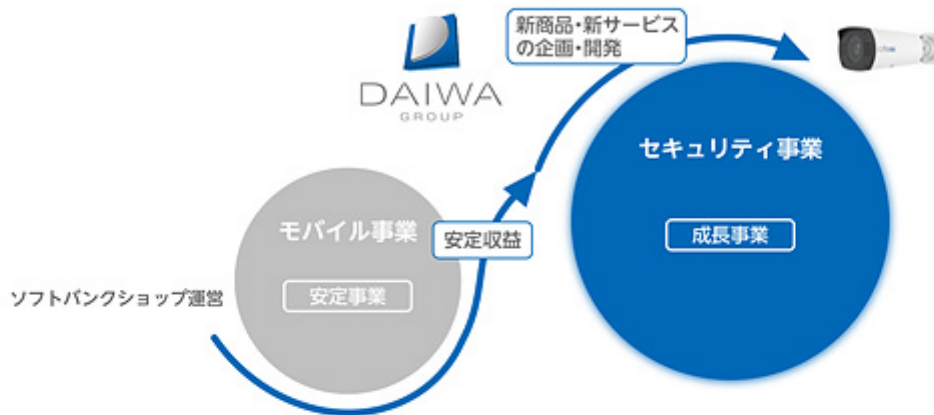 DAIWA
GROUP
新商品・新サービス
の企画・開発
セキュリティ事業
成長事業
モバイル事業
安定収益
安定事業
ソフトバンクショップ運営